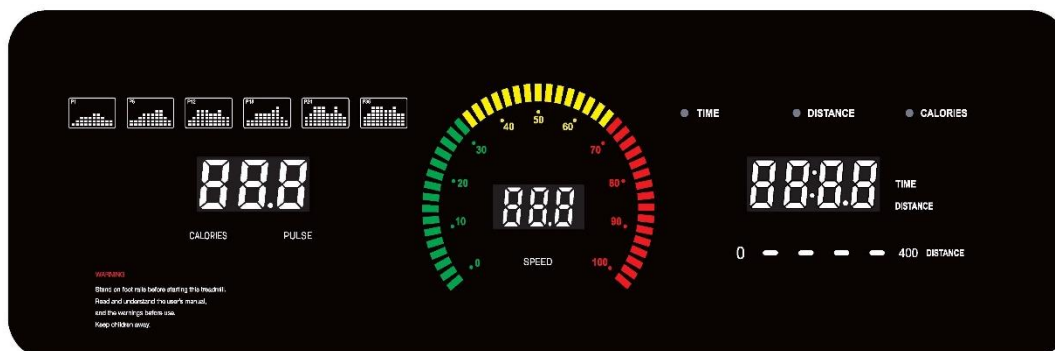 P1
P6
P12
P18
P31
P36
TIME
DISTANCE
CALORIES
88.8
CALORIES
PULSE
0
10
20
30
40
50
60
70
80
90
100
88.8
SPEED
88:8.8
TIME
DISTANCE
0
400
DISTANCE
WARNING
Stand on foot rails before starting this treadmill.
Read and understand the user's manual,
and the warnings before use.
Keep children away.